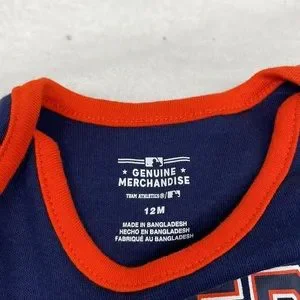 GENUINE
MERCHANDISE
TEAM ATHLETICS ®/
12M
MADE IN BANGLADESH
HECHO EN BANGLADESH
FABRIQUÉ AU BANGLADESH